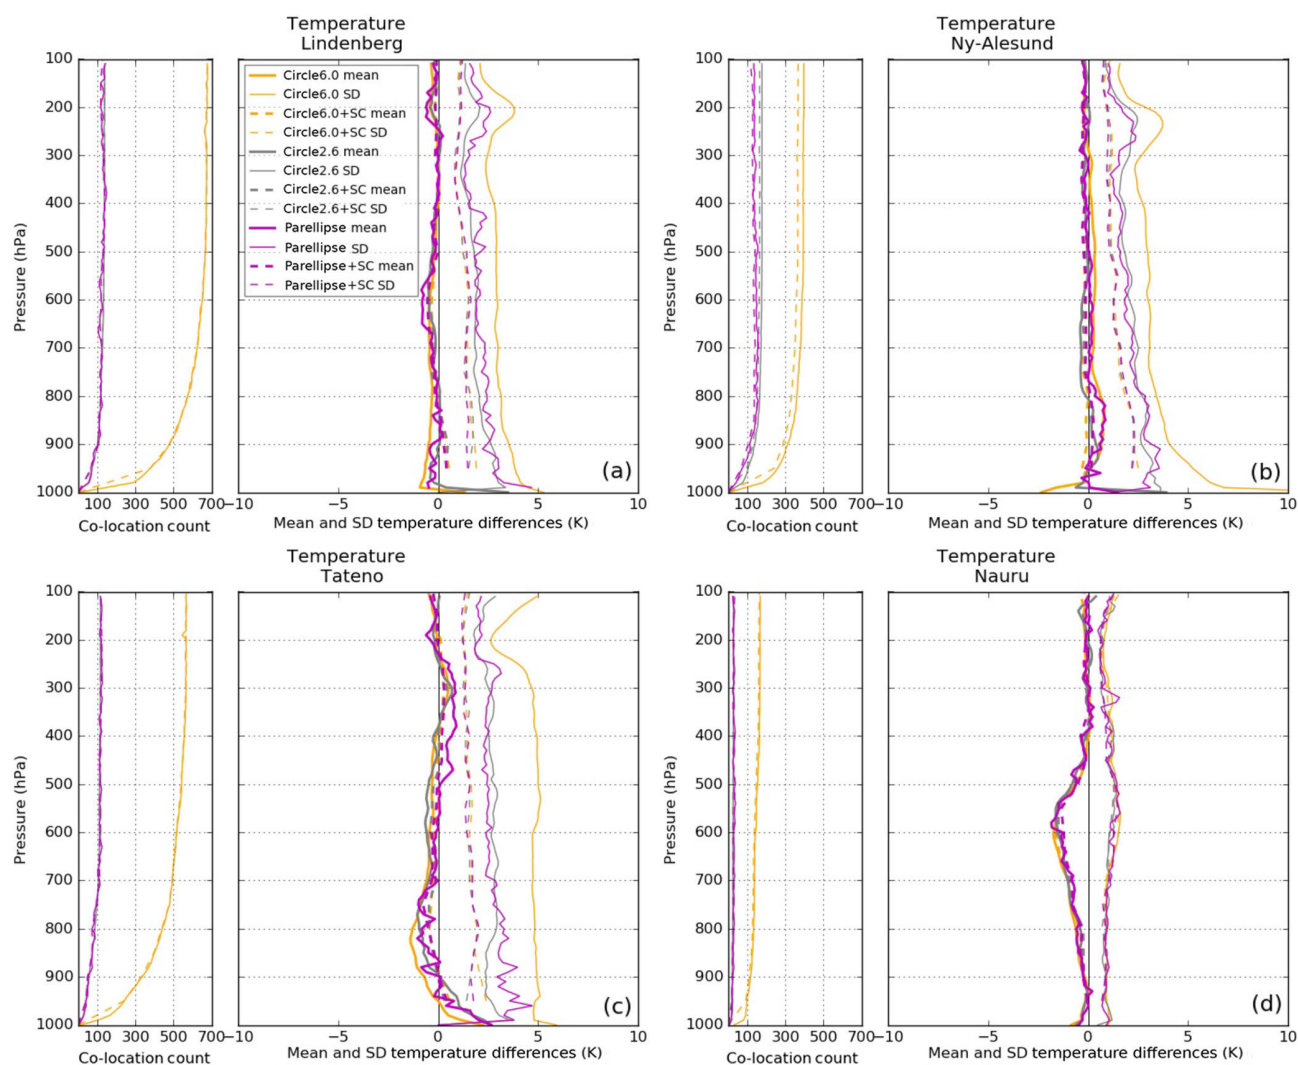 Temperature
Lindenberg
Temperature
Ny-Alesund
100
200
300
400
500
600
700
800
900
1000
Pressure (hPa)
100 300 500 700
Co-location count
Circle6.0 mean
Circle6.0 SD
Circle6.0+SC mean
Circle6.0+SC SD
Circle2.6 mean
Circle2.6 SD
Circle2.6+SC mean
Circle2.6+SC SD
Parellipse mean
Parellipse SD
Parellipse+SC mean
Parellipse+SC SD
(a)
−10 −5 0 5 10
Mean and SD temperature differences (K)
100
200
300
400
500
600
700
800
900
1000
Pressure (hPa)
100 300 500 700
Co-location count
(b)
−10 −5 0 5 10
Mean and SD temperature differences (K)
Temperature
Tateno
Temperature
Nauru
100
200
300
400
500
600
700
800
900
1000
Pressure (hPa)
100 300 500 700
Co-location count
(c)
−10 −5 0 5 10
Mean and SD temperature differences (K)
100
200
300
400
500
600
700
800
900
1000
Pressure (hPa)
100 300 500 700
Co-location count
(d)
−10 −5 0 5 10
Mean and SD temperature differences (K)